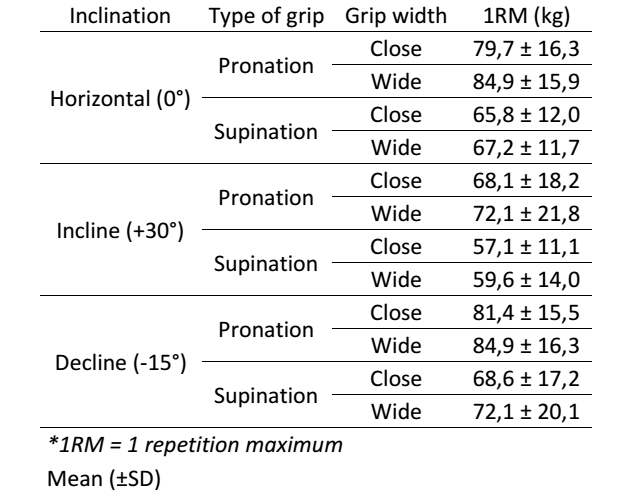 Inclination Type of grip Grip width 1RM (kg)
Horizontal (0°) Pronation Close 79,7 ± 16,3
Wide 84,9 ± 15,9
Supination Close 65,8 ± 12,0
Wide 67,2 ± 11,7
Incline (+30°) Pronation Close 68,1 ± 18,2
Wide 72,1 ± 21,8
Supination Close 57,1 ± 11,1
Wide 59,6 ± 14,0
Decline (-15°) Pronation Close 81,4 ± 15,5
Wide 84,9 ± 16,3
Supination Close 68,6 ± 17,2
Wide 72,1 ± 20,1
*1RM = 1 repetition maximum
Mean (±SD)